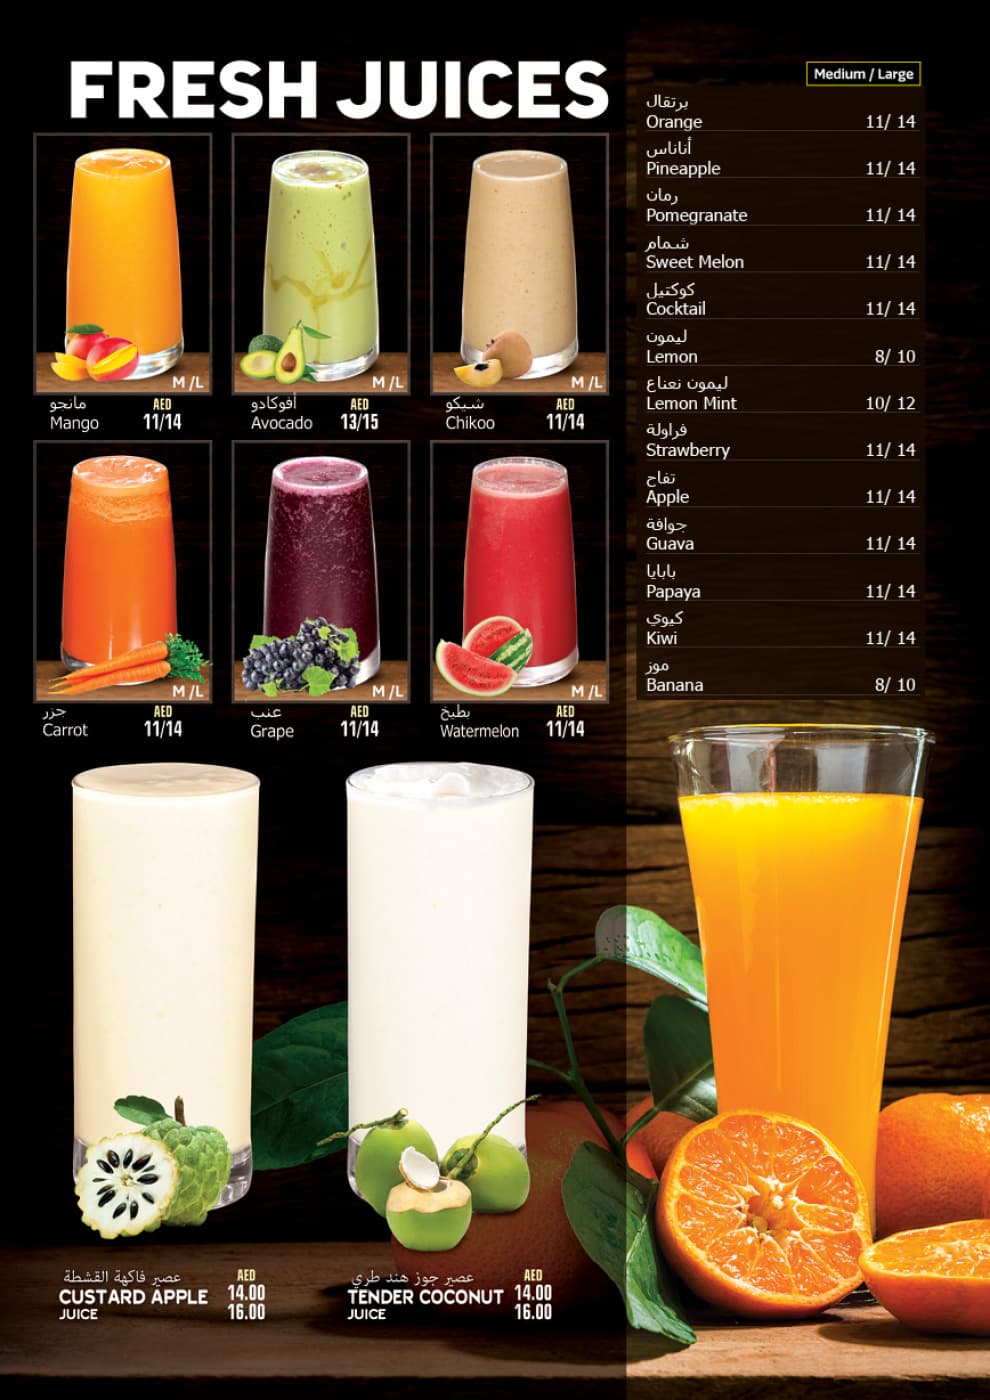 FRESH JUICES
M /L
مانجو
Mango
AED
11/14
M /L
أفوكادو
Avocado
AED
13/15
M /L
شيكو
Chikoo
AED
11/14
M /L
جزر
Carrot
AED
11/14
M /L
عنب
Grape
AED
11/14
M /L
بطيخ
Watermelon
AED
11/14
Medium / Large
برتقال
Orange 11/ 14
أناناس
Pineapple 11/ 14
رمان
Pomegranate 11/ 14
شمام
Sweet Melon 11/ 14
كوكتيل
Cocktail 11/ 14
ليمون
Lemon 8/ 10
ليمون نعناع
Lemon Mint 10/ 12
فراولة
Strawberry 11/ 14
تفاح
Apple 11/ 14
جوافة
Guava 11/ 14
بابايا
Papaya 11/ 14
كيوي
Kiwi 11/ 14
موز
Banana 8/ 10
عصير فاكهة القشطة
CUSTARD APPLE
JUICE
AED
14.00
16.00
عصير جوز هند طري
TENDER COCONUT
JUICE
AED
14.00
16.00